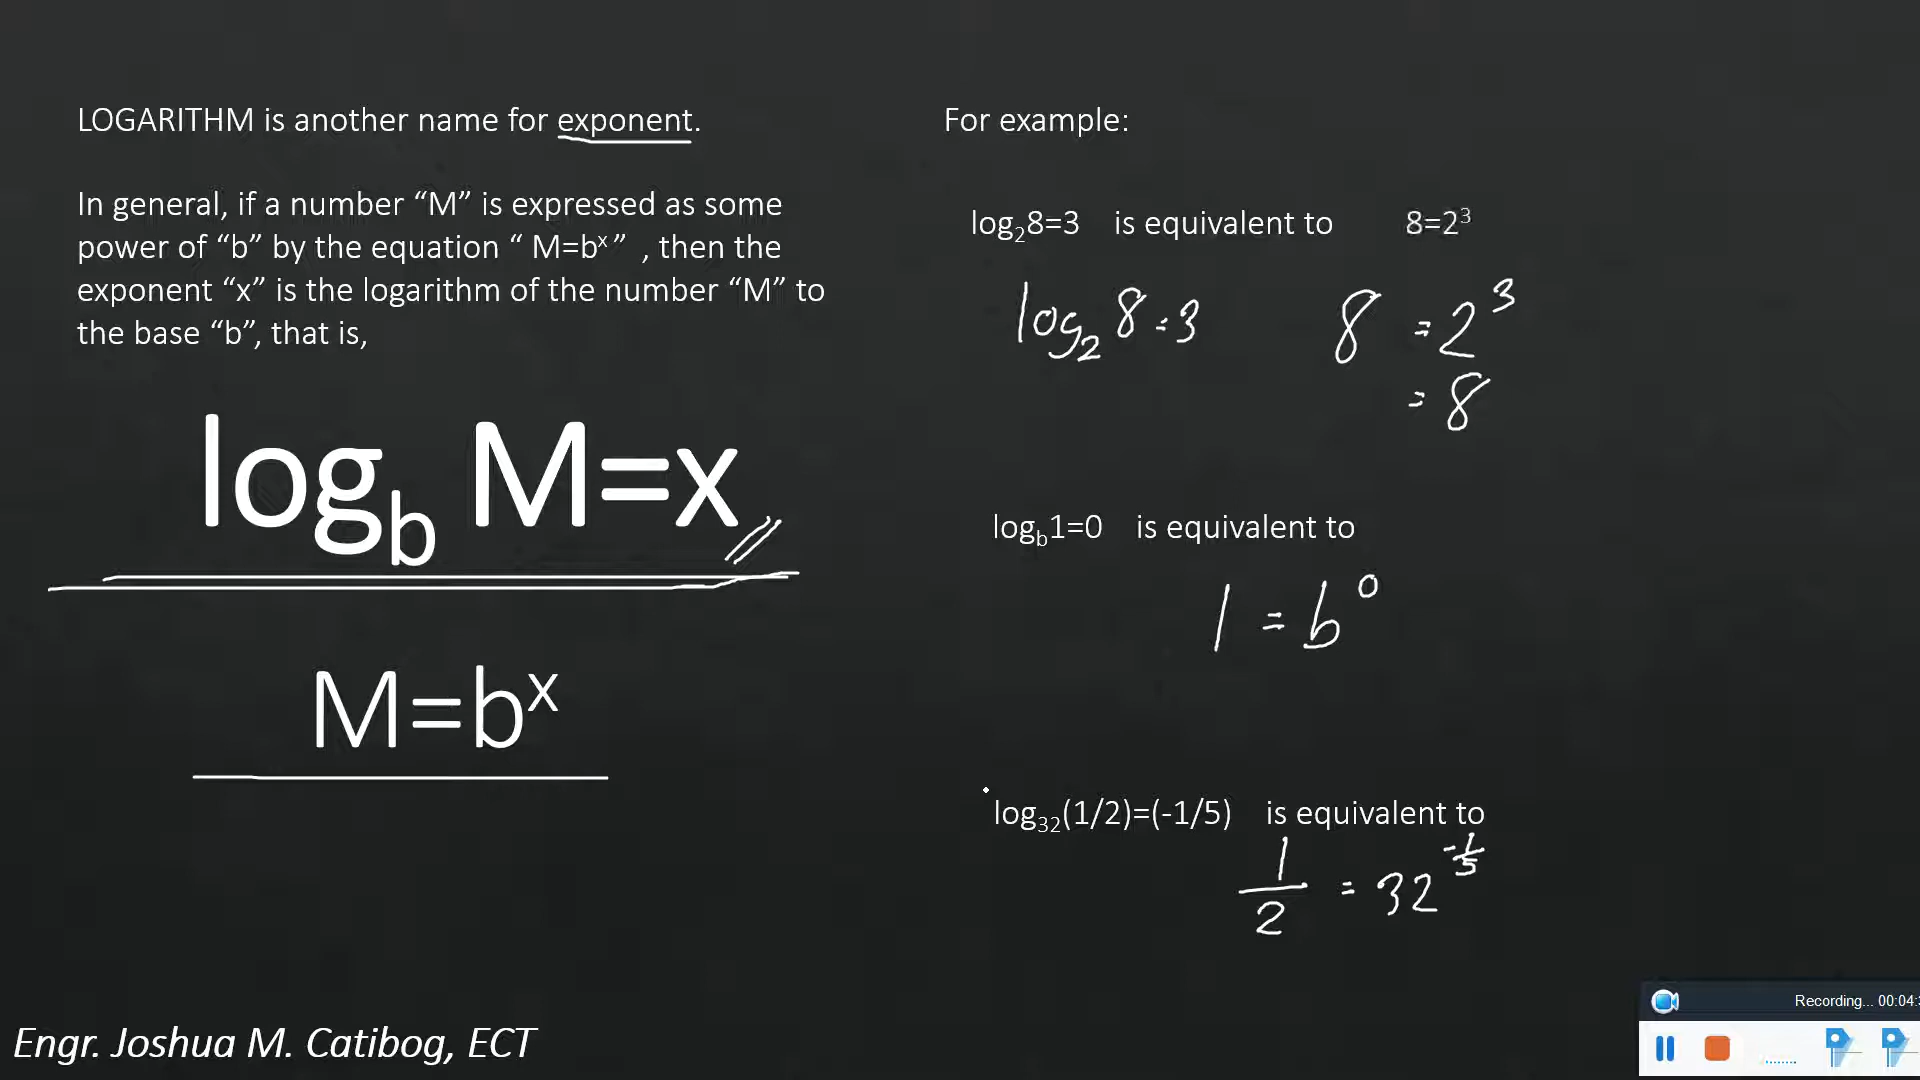 LOGARITHM is another name for exponent.
In general, if a number “M” is expressed as some
power of “b” by the equation “ M=bˣ ” , then the
exponent “x” is the logarithm of the number “M” to
the base “b”, that is,
log_b M=x
M=bˣ
For example:
log₂8=3 is equivalent to 8=2³
log₂ 8=3 8 = 2³
= 8
log_b1=0 is equivalent to
1 = b⁰
log₃₂(1/2)=(-1/5) is equivalent to
1/2 = 32^(-1/5)
Engr. Joshua M. Catibog, ECT
Recording... 00:04: